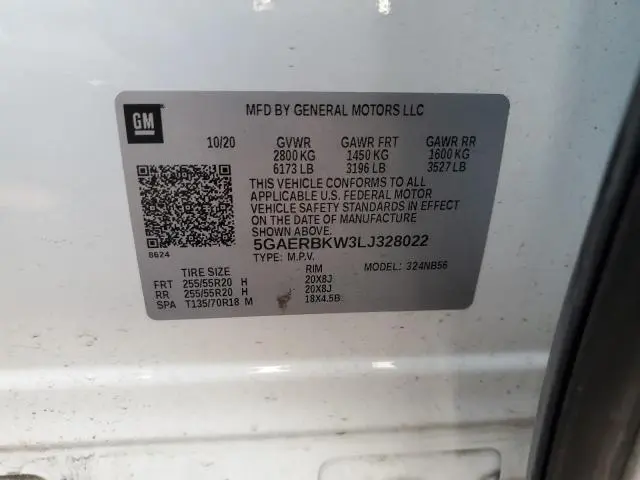 GM
MFD BY GENERAL MOTORS LLC
10/20 GVWR GAWR FRT GAWR RR
2800 KG 1450 KG 1600 KG
6173 LB 3196 LB 3527 LB
THIS VEHICLE CONFORMS TO ALL
APPLICABLE U.S. FEDERAL MOTOR
VEHICLE SAFETY STANDARDS IN EFFECT
ON THE DATE OF MANUFACTURE
SHOWN ABOVE.
5GAERBKW3LJ328022
8624
TYPE: M.P.V. MODEL: 324NB56
TIRE SIZE RIM
FRT 255/55R20 H 20X8J
RR 255/55R20 H 20X8J
SPA T135/70R18 M 18X4.5B